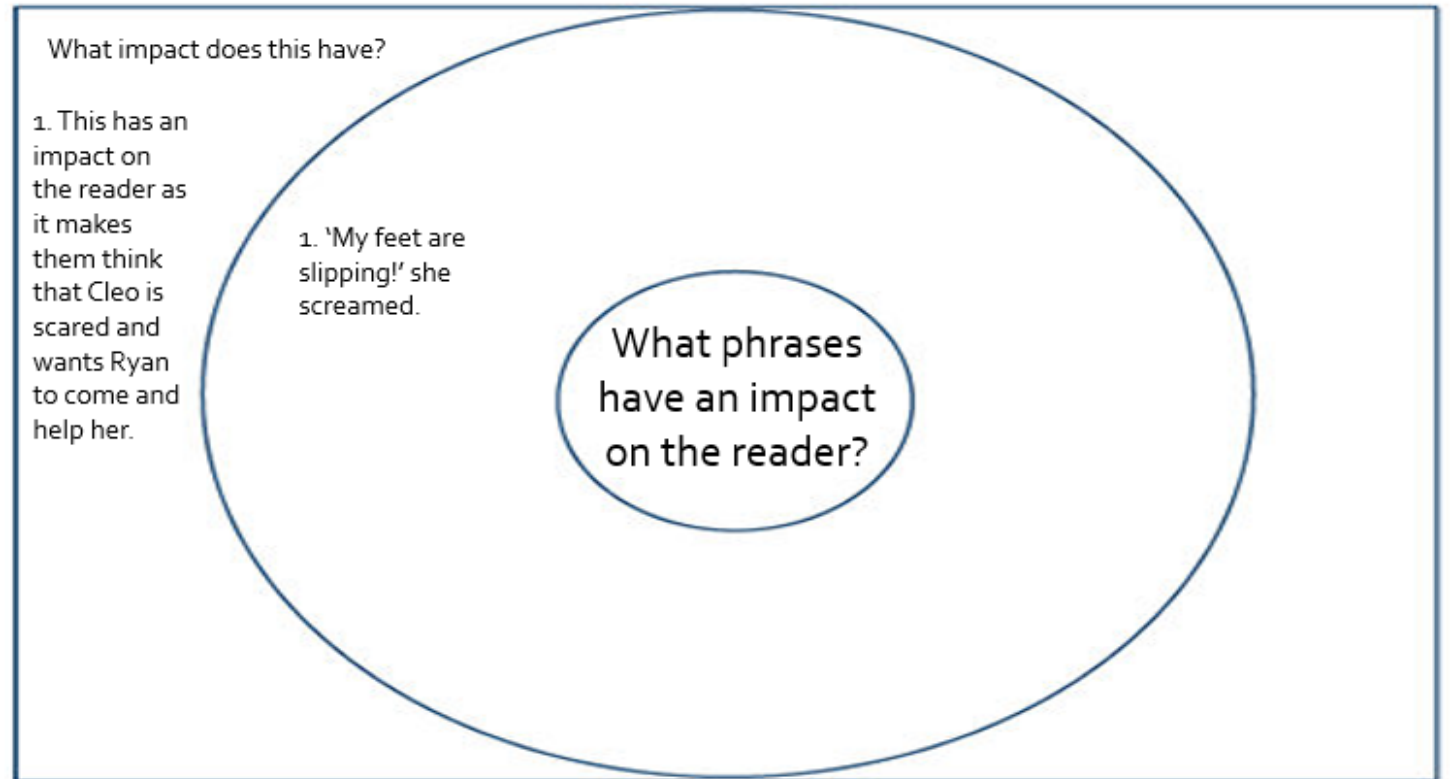 What impact does this have?
1. This has an
impact on
the reader as
it makes
them think
that Cleo is
scared and
wants Ryan
to come and
help her.
1. ‘My feet are
slipping!’ she
screamed.
What phrases
have an impact
on the reader?